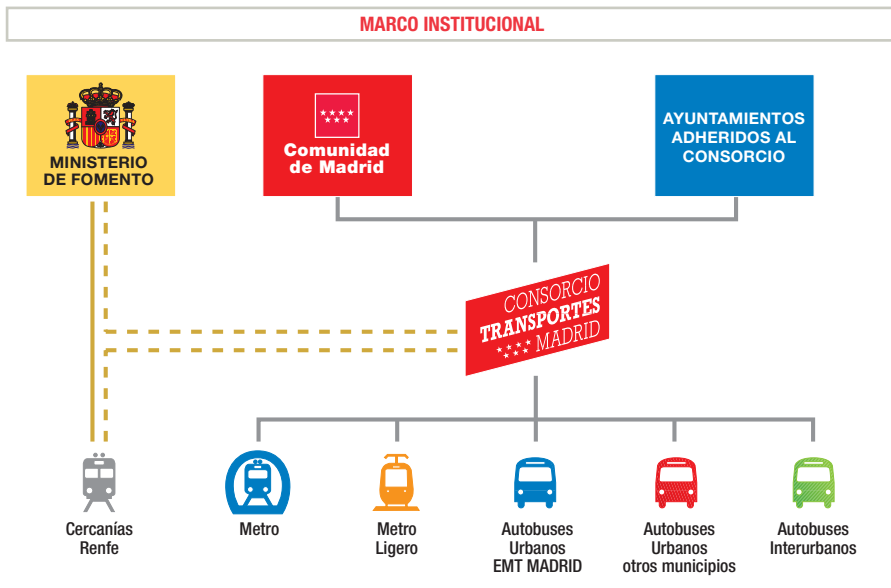 MARCO INSTITUCIONAL
MINISTERIO
DE FOMENTO
Comunidad
de Madrid
AYUNTAMIENTOS
ADHERIDOS AL
CONSORCIO
CONSORCIO
TRANSPORTES
MADRID
Cercanías
Renfe
Metro
Metro
Ligero
Autobuses
Urbanos
EMT MADRID
Autobuses
Urbanos
otros municipios
Autobuses
Interurbanos